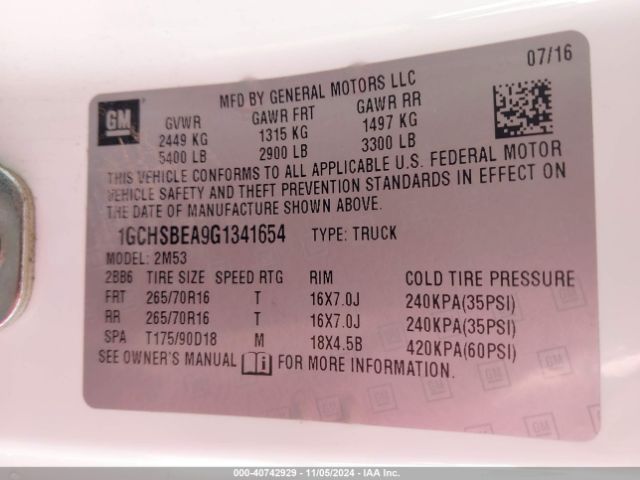 07/16
GM
MFD BY GENERAL MOTORS LLC
GVWR GAWR FRT GAWR RR
2449 KG 1315 KG 1497 KG
5400 LB 2900 LB 3300 LB
THIS VEHICLE CONFORMS TO ALL APPLICABLE U.S. FEDERAL MOTOR
VEHICLE SAFETY AND THEFT PREVENTION STANDARDS IN EFFECT ON
THE DATE OF MANUFACTURE SHOWN ABOVE.
1GCHSBEA9G1341654 TYPE: TRUCK
MODEL: 2M53
2BB6 TIRE SIZE SPEED RTG RIM COLD TIRE PRESSURE
FRT 265/70R16 T 16X7.0J 240KPA(35PSI)
RR 265/70R16 T 16X7.0J 240KPA(35PSI)
SPA T175/90D18 M 18X4.5B 420KPA(60PSI)
SEE OWNER'S MANUAL FOR MORE INFORMATION.
000-40742929 - 11/05/2024 - IAA Inc.